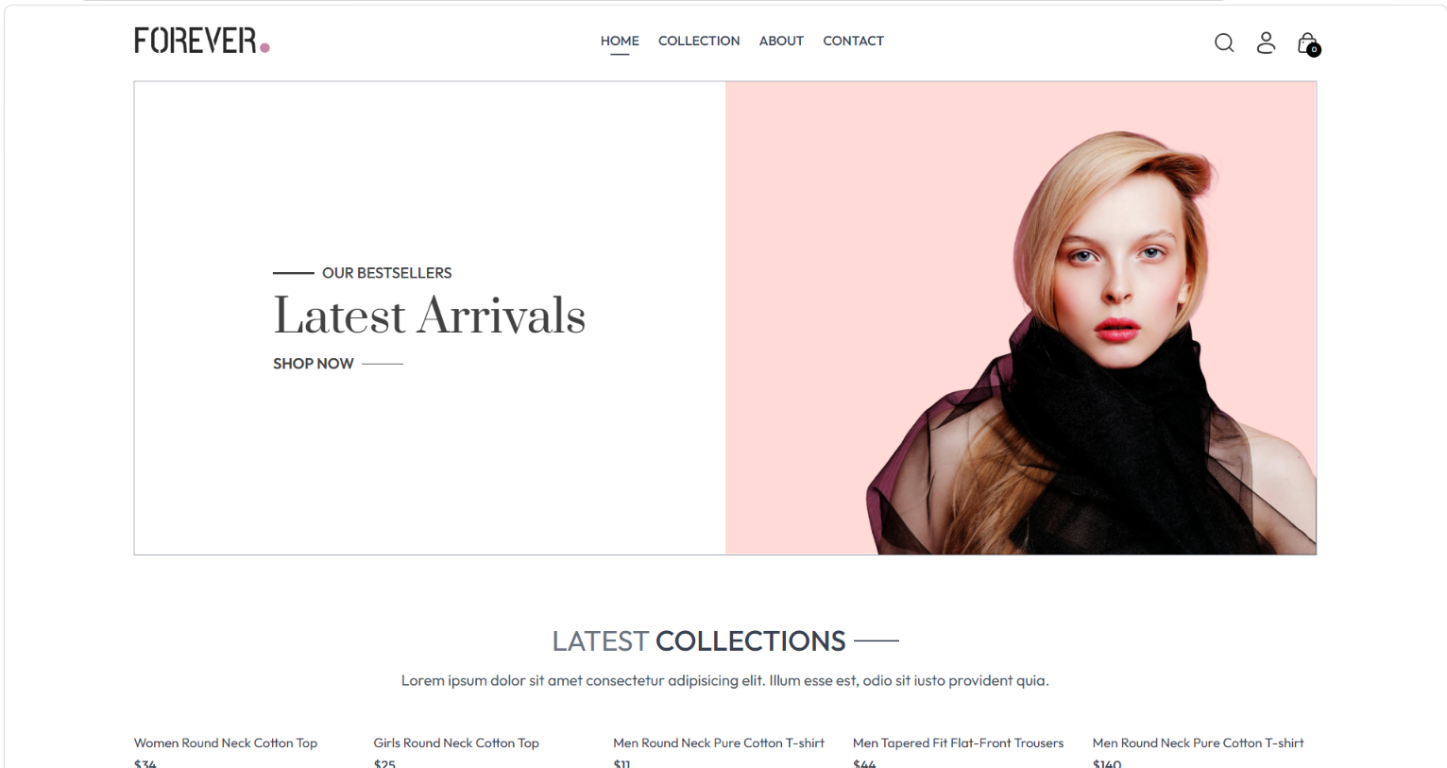 FOREVER.
HOME COLLECTION ABOUT CONTACT
0
OUR BESTSELLERS
Latest Arrivals
SHOP NOW
LATEST COLLECTIONS
Lorem ipsum dolor sit amet consectetur adipisicing elit. Illum esse est, odio sit iusto provident quia.
Women Round Neck Cotton Top Girls Round Neck Cotton Top Men Round Neck Pure Cotton T-shirt Men Tapered Fit Flat-Front Trousers Men Round Neck Pure Cotton T-shirt
$34 $25 $11 $44 $140